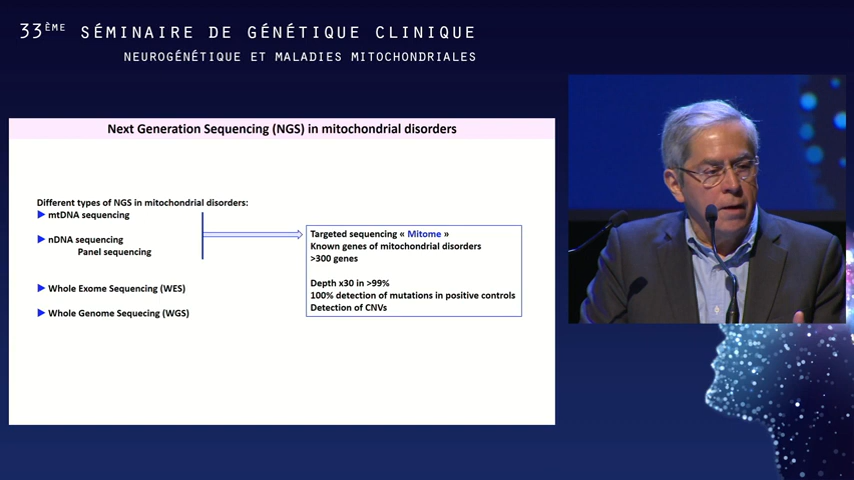 33ÈME SÉMINAIRE DE GÉNÉTIQUE CLINIQUE
NEUROGÉNÉTIQUE ET MALADIES MITOCHONDRIALES
Next Generation Sequencing (NGS) in mitochondrial disorders
Different types of NGS in mitochondrial disorders:
mtDNA sequencing
nDNA sequencing
Panel sequencing
Whole Exome Sequencing (WES)
Whole Genome Sequecing (WGS)
Targeted sequencing « Mitome »
Known genes of mitochondrial disorders
>300 genes
Depth x30 in >99%
100% detection of mutations in positive controls
Detection of CNVs